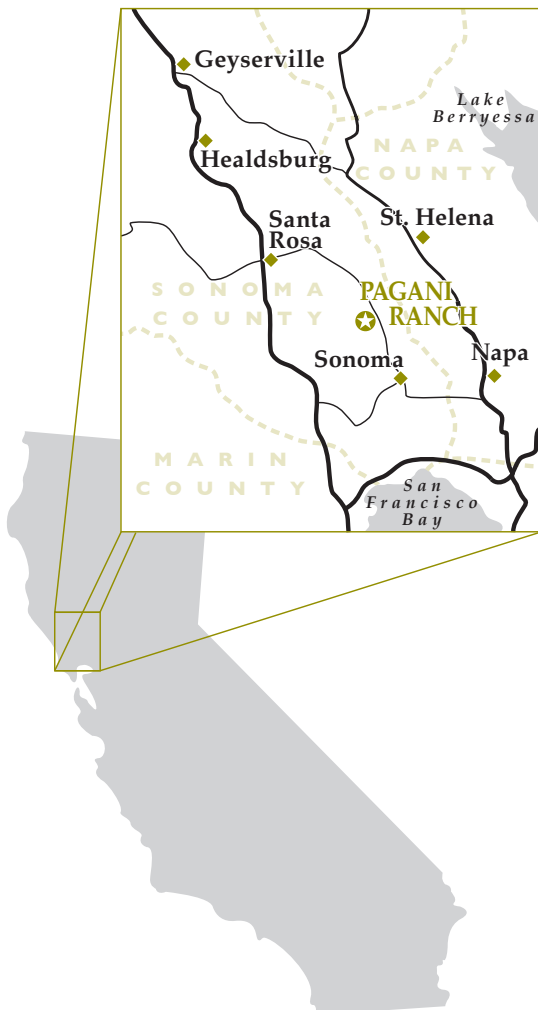 Geyserville
Lake
Berryessa
Healdsburg
NAPA
COUNTY
Santa
Rosa
St. Helena
SONOMA
COUNTY
PAGANI
RANCH
Sonoma
Napa
MARIN
COUNTY
San
Francisco
Bay